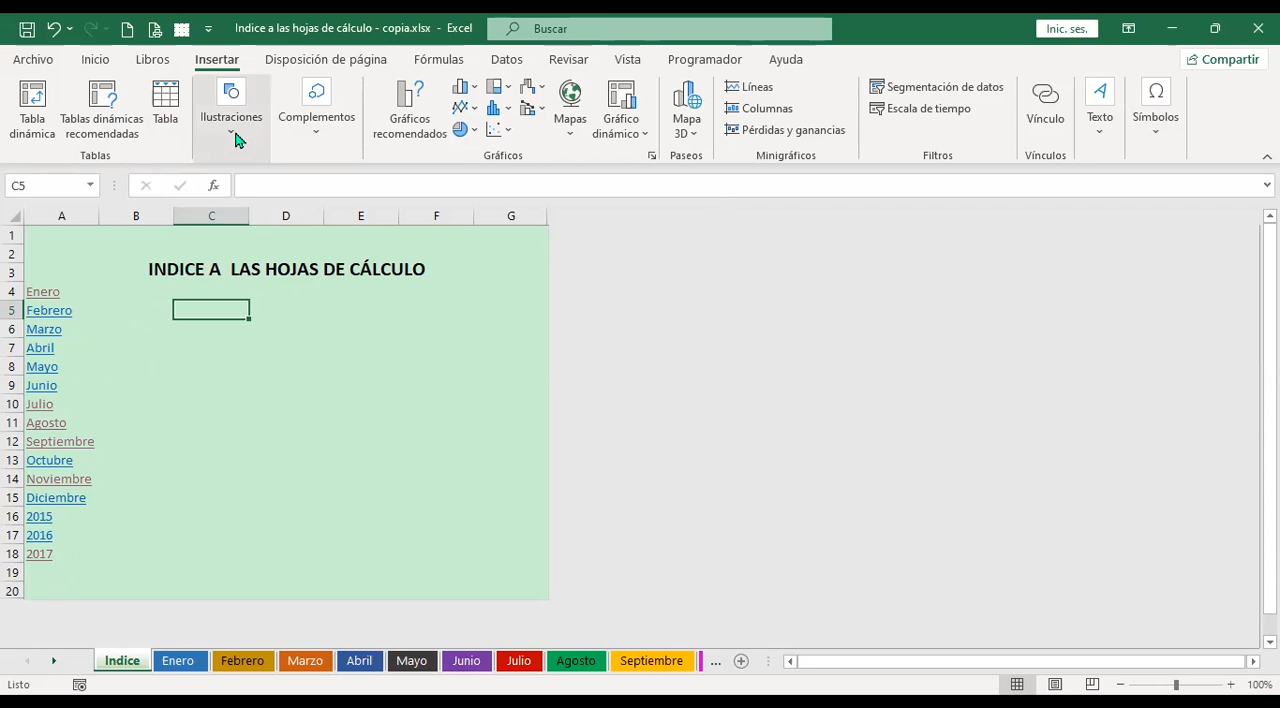 Indice a las hojas de cálculo - copia.xlsx - Excel
Buscar
Inic. ses.
Archivo Inicio Libros Insertar Disposición de página Fórmulas Datos Revisar Vista Programador Ayuda Compartir
Tabla dinámica
Tablas dinámicas recomendadas
Tabla
Tablas
Ilustraciones
Complementos
Gráficos recomendados
Mapas
Gráfico dinámico
Gráficos
Mapa 3D
Paseos
Líneas
Columnas
Pérdidas y ganancias
Minigráficos
Segmentación de datos
Escala de tiempo
Filtros
Vínculo
Vínculos
Texto
Símbolos
C5 fx
A B C D E F G
1
2
3 INDICE A LAS HOJAS DE CÁLCULO
4 Enero
5 Febrero
6 Marzo
7 Abril
8 Mayo
9 Junio
10 Julio
11 Agosto
12 Septiembre
13 Octubre
14 Noviembre
15 Diciembre
16 2015
17 2016
18 2017
19
20
Indice Enero Febrero Marzo Abril Mayo Junio Julio Agosto Septiembre ...
Listo 100%